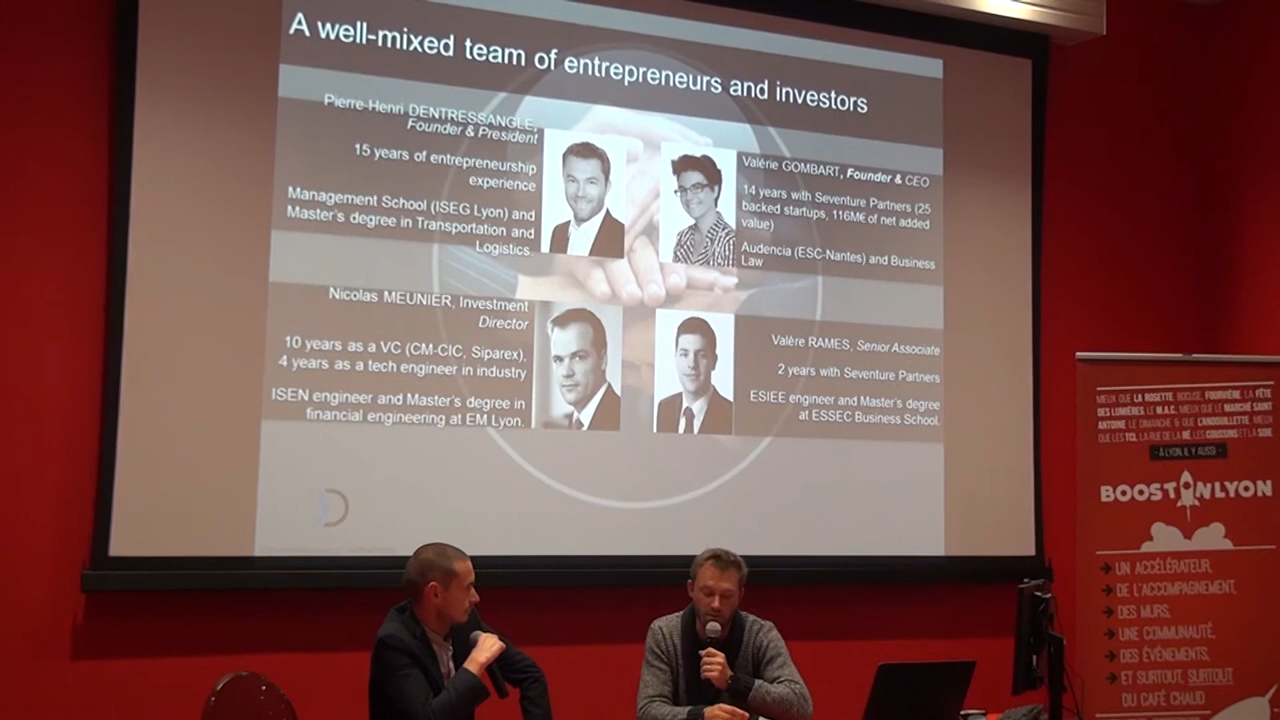 A well-mixed team of entrepreneurs and investors
Pierre-Henri DENTRESSANGLE,
Founder & President
15 years of entrepreneurship
experience
Management School (ISEG Lyon) and
Master's degree in Transportation and
Logistics.
Valérie GOMBART, Founder & CEO
14 years with Seventure Partners (25
backed startups, 116M€ of net added
value)
Audencia (ESC-Nantes) and Business
Law
Nicolas MEUNIER, Investment
Director
10 years as a VC (CM-CIC, Siparex),
4 years as a tech engineer in industry
ISEN engineer and Master's degree in
financial engineering at EM Lyon.
Valère RAMES, Senior Associate
2 years with Seventure Partners
ESIEE engineer and Master's degree
at ESSEC Business School.
MIEUX QUE LA ROSETTE, BOCUSE, FOURVIÈRE, LA FÊTE
DES LUMIÈRES, LE M.A.C, MIEUX QUE LE MARCHÉ SAINT
ANTOINE LE DIMANCHE & QUE L'ANDOUILLETTE, MIEUX
QUE LES TCL, LA RUE DE LA RÉ, LES COUSSINS ET LA SOIE
- À LYON, IL Y AUSSI -
BOOST IN LYON
→ UN ACCÉLÉRATEUR,
→ DE L'ACCOMPAGNEMENT,
→ DES MURS,
→ UNE COMMUNAUTÉ,
→ DES ÉVÉNEMENTS,
→ ET SURTOUT, SURTOUT
DU CAFÉ CHAUD